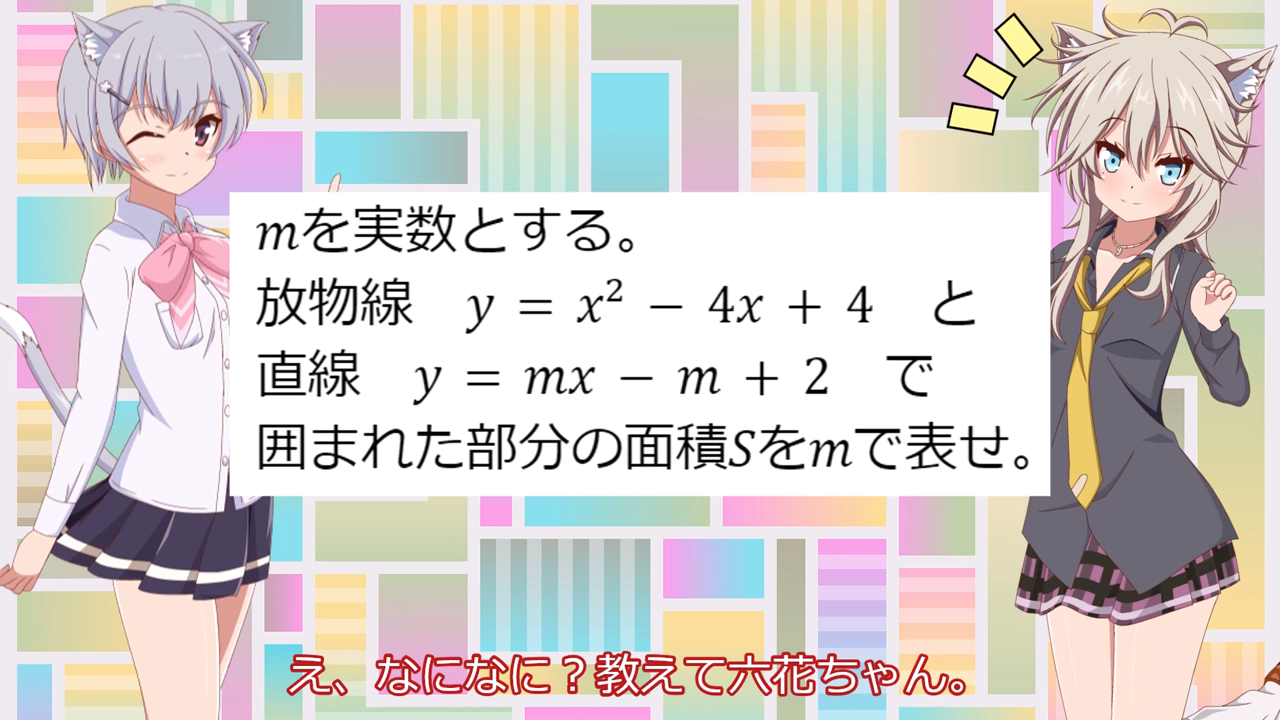 mを実数とする。
放物線　y = x² − 4x + 4　と
直線　y = mx − m + 2　で
囲まれた部分の面積Sをmで表せ。
え、なになに？教えて六花ちゃん。